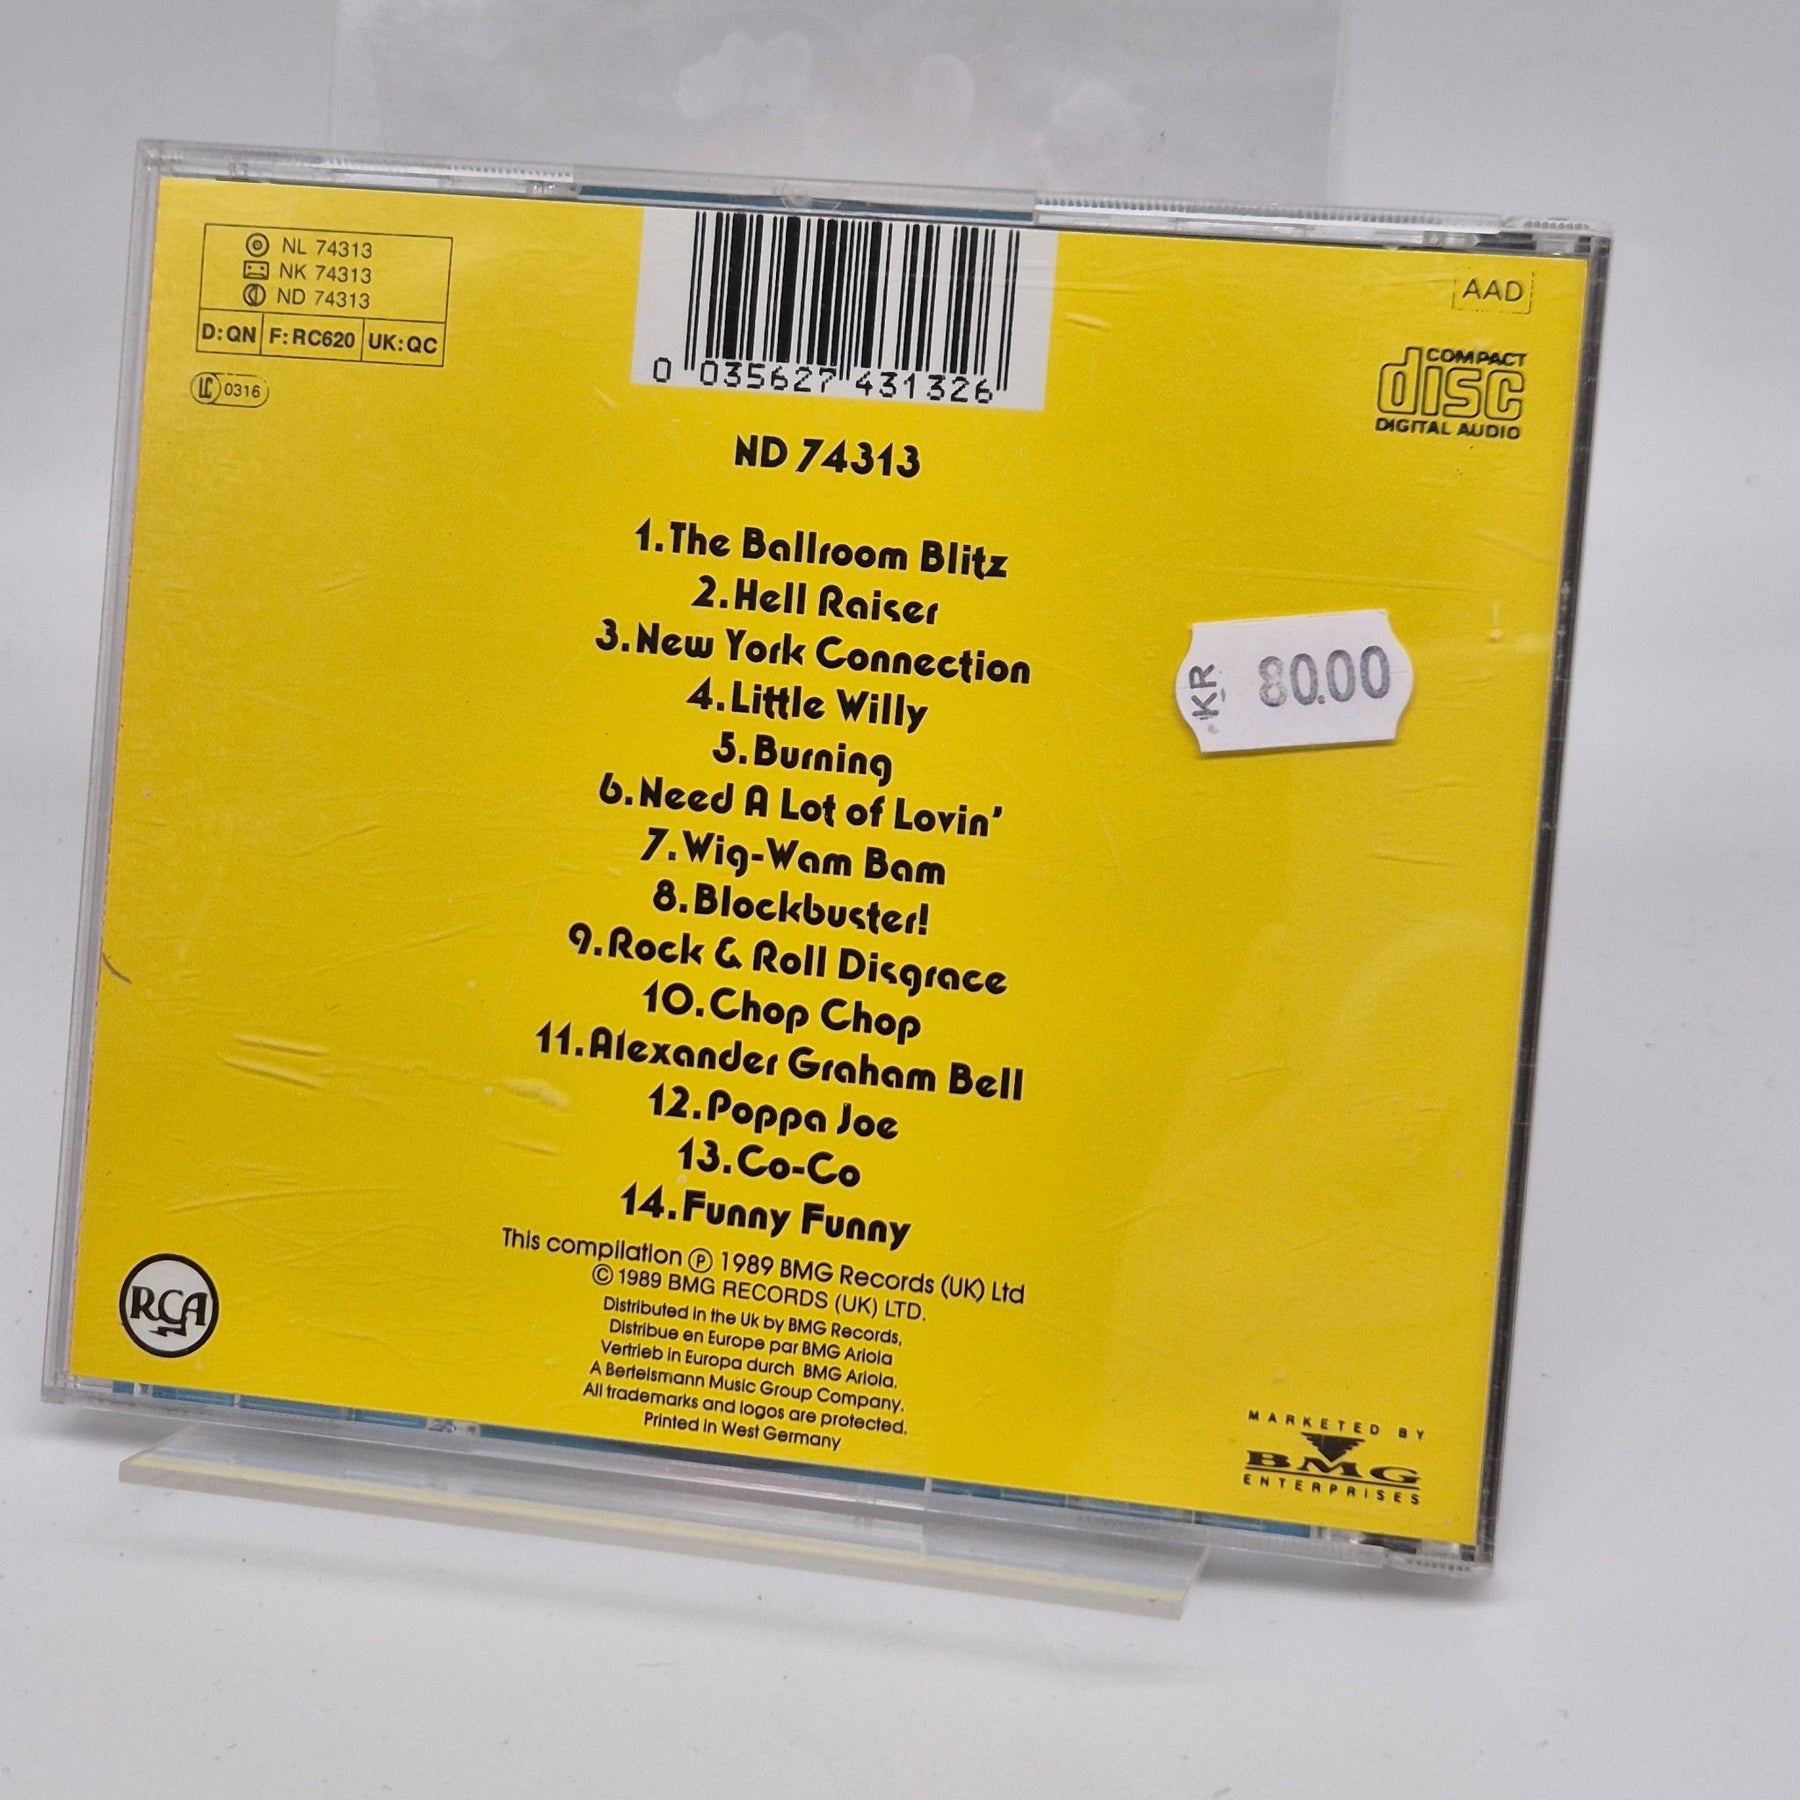 NL 74313
NK 74313
ND 74313
D:QN F:RC620 UK:QC
LC 0316
0 035627 431326
AAD
COMPACT
disc
DIGITAL AUDIO
ND 74313
1.The Ballroom Blitz
2.Hell Raiser
3.New York Connection
4.Little Willy
5.Burning
6.Need A Lot of Lovin'
7.Wig-Wam Bam
8.Blockbuster!
9.Rock & Roll Disgrace
10.Chop Chop
11.Alexander Graham Bell
12.Poppa Joe
13.Co-Co
14.Funny Funny
KR 80.00
This compilation Ⓟ 1989 BMG Records (UK) Ltd
© 1989 BMG RECORDS (UK) LTD.
Distributed in the Uk by BMG Records,
Distribue en Europe par BMG Ariola
Vertrieb in Europa durch BMG Ariola.
A Bertelsmann Music Group Company.
All trademarks and logos are protected.
Printed in West Germany
RCA
MARKETED BY
BMG
ENTERPRISES